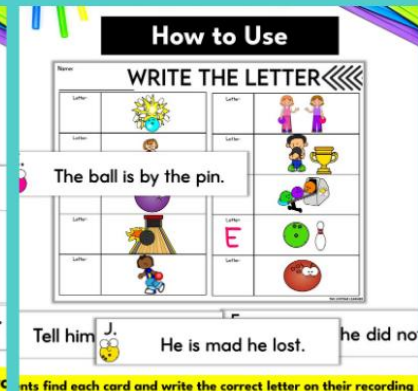 How to Use
Name:
WRITE THE LETTER
Letter:
Letter:
Letter:
Letter:
The ball is by the pin.
Letter:
Letter:
E
Letter:
Letter:
Tell him
J.
He is mad he lost.
he did no
nts find each card and write the correct letter on their recording